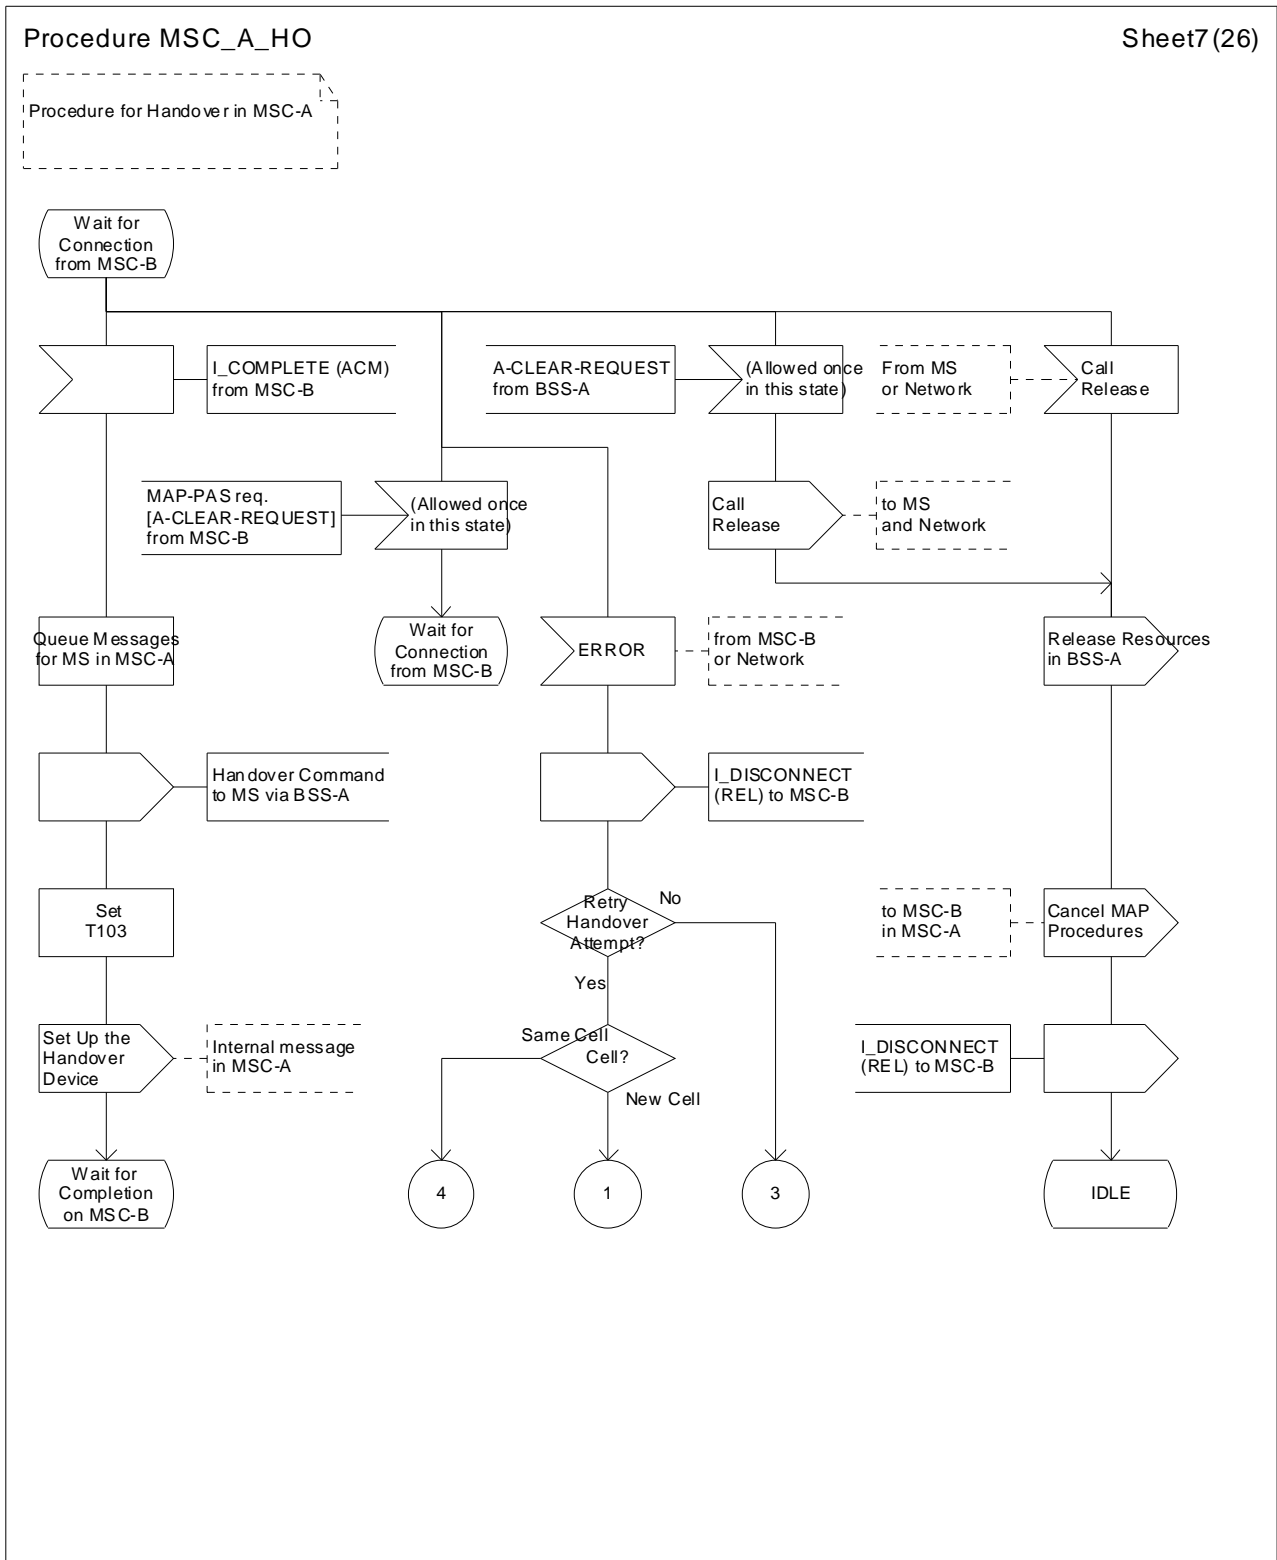 Procedure MSC_A_HO
Sheet7(26)
Procedure for Handover in MSC-A
Wait for
Connection
from MSC-B
I_COMPLETE (ACM)
from MSC-B
A-CLEAR-REQUEST
from BSS-A
(Allowed once
in this state)
From MS
or Network
Call
Release
MAP-PAS req.
[A-CLEAR-REQUEST]
from MSC-B
(Allowed once
in this state)
Call
Release
to MS
and Network
Queue Messages
for MS in MSC-A
Wait for
Connection
from MSC-B
ERROR
from MSC-B
or Network
Release Resources
in BSS-A
Handover Command
to MS via BSS-A
I_DISCONNECT
(REL) to MSC-B
Set
T103
Retry
Handover
Attempt?
No
Yes
to MSC-B
in MSC-A
Cancel MAP
Procedures
Set Up the
Handover
Device
Internal message
in MSC-A
Same Cell
Cell?
New Cell
I_DISCONNECT
(REL) to MSC-B
Wait for
Completion
on MSC-B
4
1
3
IDLE